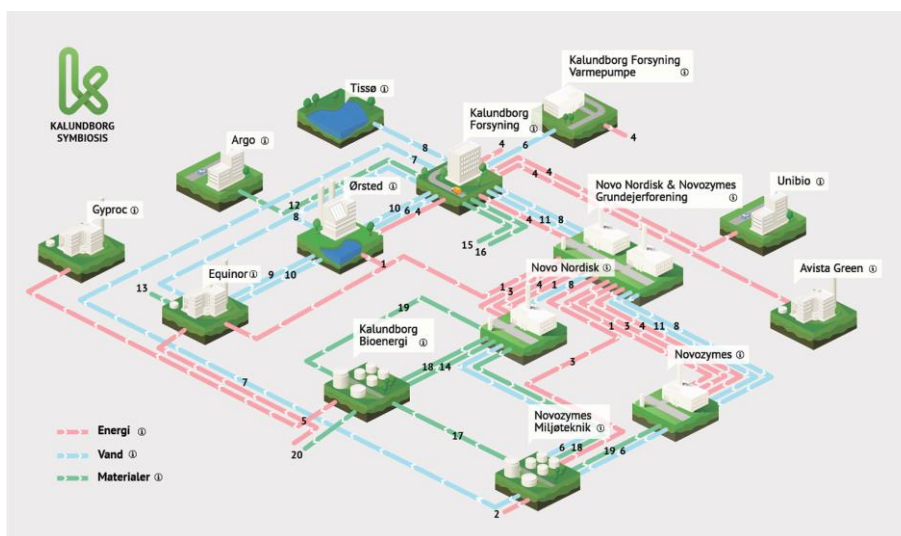 KALUNDBORG
SYMBIOSIS
Tissø
Kalundborg Forsyning
Varmepumpe
Kalundborg
Forsyning
Argo
Ørsted
Gyproc
Equinor
Novo Nordisk & Novozymes
Grundejerforening
Unibio
Novo Nordisk
Avista Green
Kalundborg
Bioenergi
Novozymes
Novozymes
Miljøteknik
Energi
Vand
Materialer
8
7
4
6
4
4
4
12
8
10
6
4
4
11
8
15
16
9
10
1
13
19
1
3
4
1
8
1
3
4
11
8
18
14
3
7
5
20
17
6
18
19
6
2